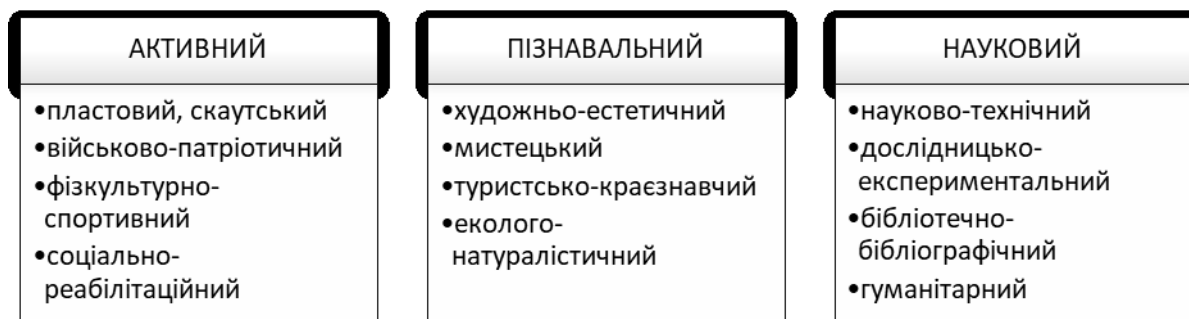 АКТИВНИЙ
•пластовий, скаутський
•військово-патріотичний
•фізкультурно-
спортивний
•соціально-
реабілітаційний
ПІЗНАВАЛЬНИЙ
•художньо-естетичний
•мистецький
•туристсько-краєзнавчий
•еколого-
натуралістичний
НАУКОВИЙ
•науково-технічний
•дослідницько-
експериментальний
•бібліотечно-
бібліографічний
•гуманітарний